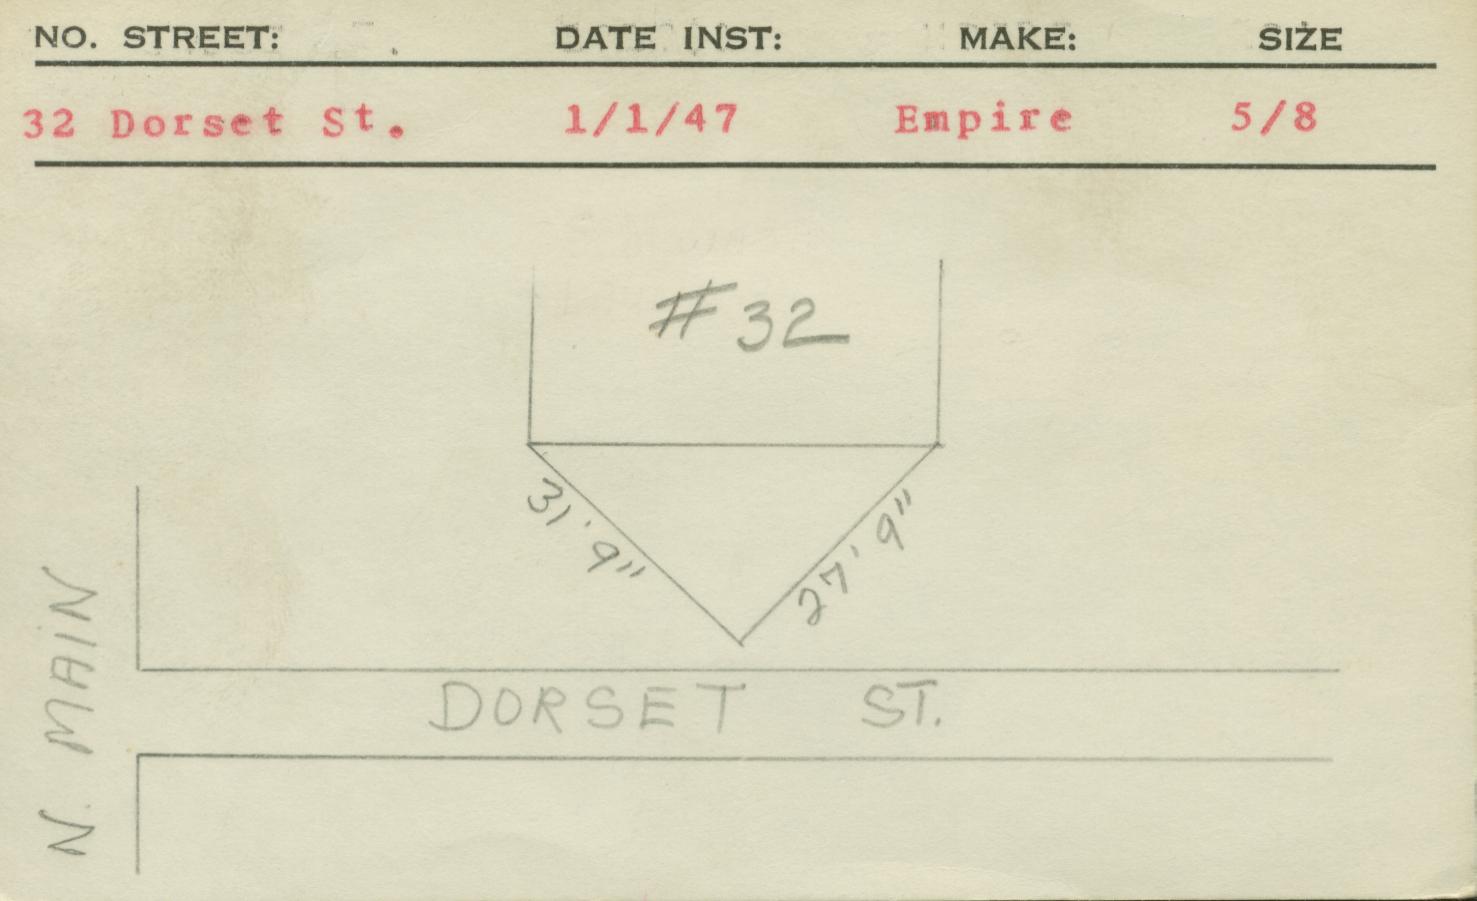 NO. STREET: DATE INST: MAKE: SIZE
32 Dorset St. 1/1/47 Empire 5/8
#32
31'9"
27'9"
DORSET ST.
N MAIN